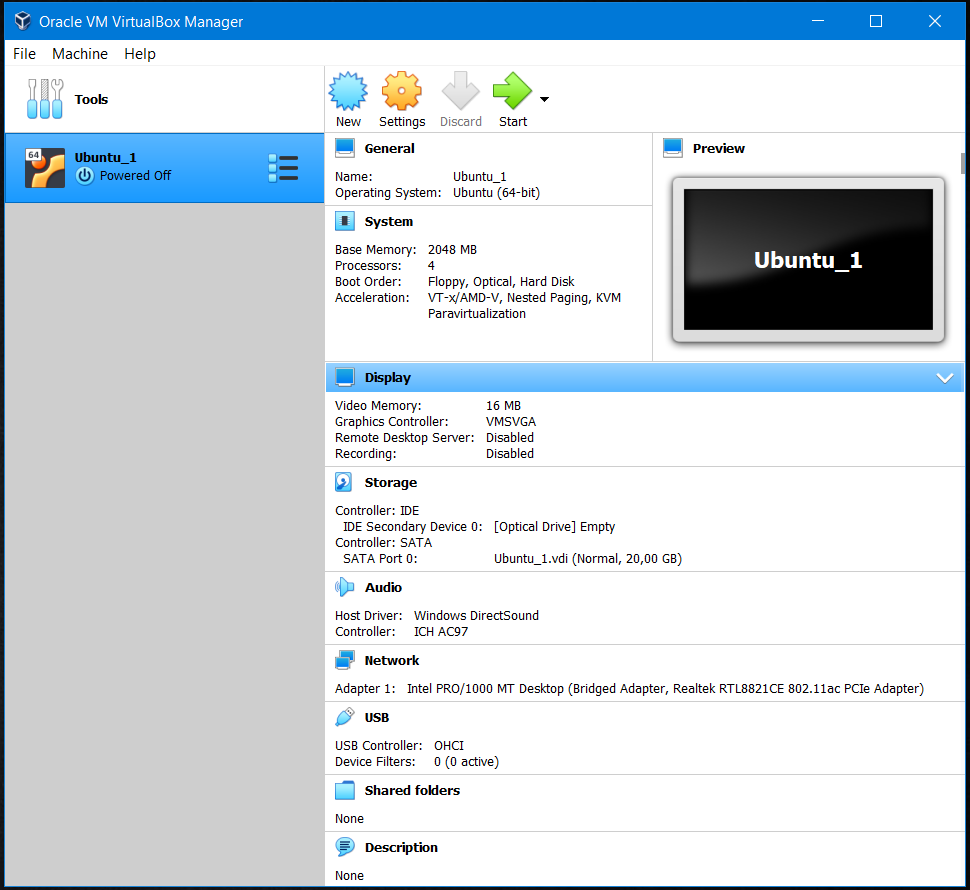 Oracle VM VirtualBox Manager
File Machine Help
Tools
New Settings Discard Start
64
Ubuntu_1
Powered Off
General
Name: Ubuntu_1
Operating System: Ubuntu (64-bit)
Preview
Ubuntu_1
System
Base Memory: 2048 MB
Processors: 4
Boot Order: Floppy, Optical, Hard Disk
Acceleration: VT-x/AMD-V, Nested Paging, KVM
Paravirtualization
Display
Video Memory: 16 MB
Graphics Controller: VMSVGA
Remote Desktop Server: Disabled
Recording: Disabled
Storage
Controller: IDE
IDE Secondary Device 0: [Optical Drive] Empty
Controller: SATA
SATA Port 0: Ubuntu_1.vdi (Normal, 20,00 GB)
Audio
Host Driver: Windows DirectSound
Controller: ICH AC97
Network
Adapter 1: Intel PRO/1000 MT Desktop (Bridged Adapter, Realtek RTL8821CE 802.11ac PCIe Adapter)
USB
USB Controller: OHCI
Device Filters: 0 (0 active)
Shared folders
None
Description
None